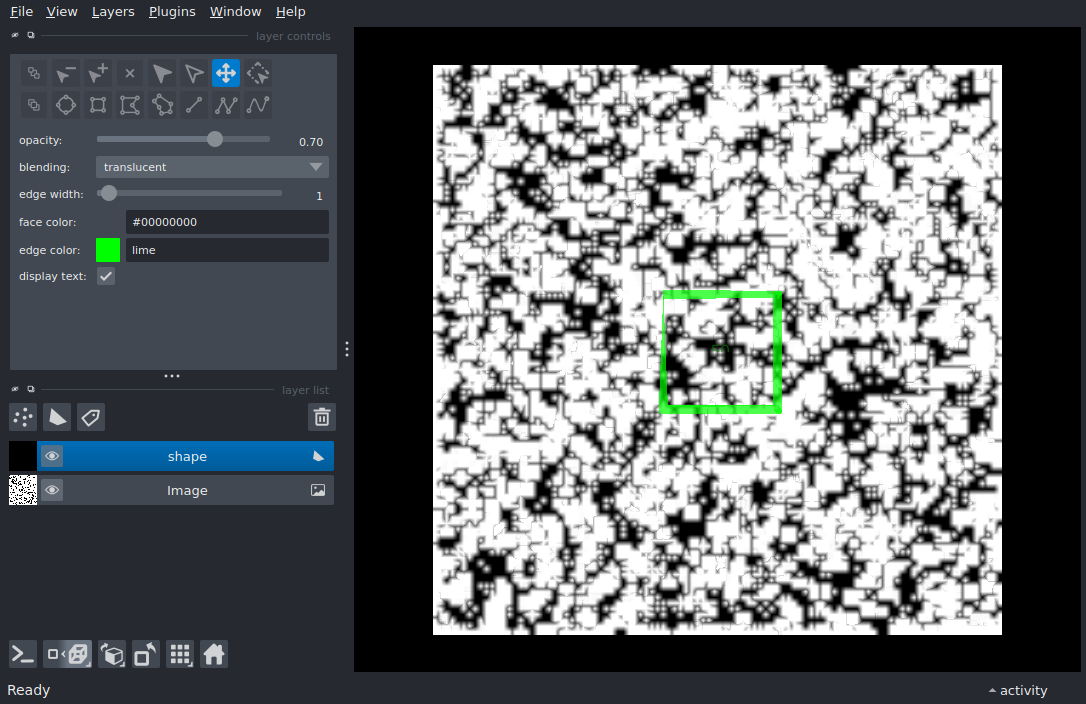 File View Layers Plugins Window Help
layer controls
opacity: 0.70
blending: translucent
edge width: 1
face color: #00000000
edge color: lime
display text:
layer list
shape
Image
Ready
activity